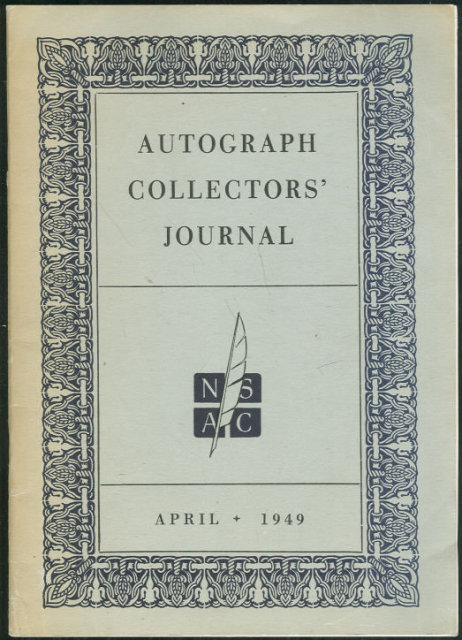 AUTOGRAPH
COLLECTORS'
JOURNAL
N S
A C
APRIL + 1949